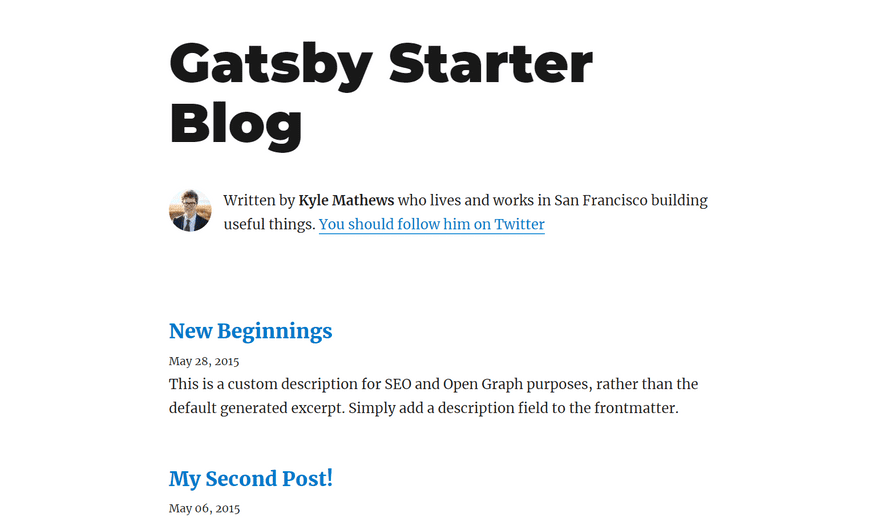 Gatsby Starter
Blog
Written by Kyle Mathews who lives and works in San Francisco building
useful things. You should follow him on Twitter
New Beginnings
May 28, 2015
This is a custom description for SEO and Open Graph purposes, rather than the
default generated excerpt. Simply add a description field to the frontmatter.
My Second Post!
May 06, 2015